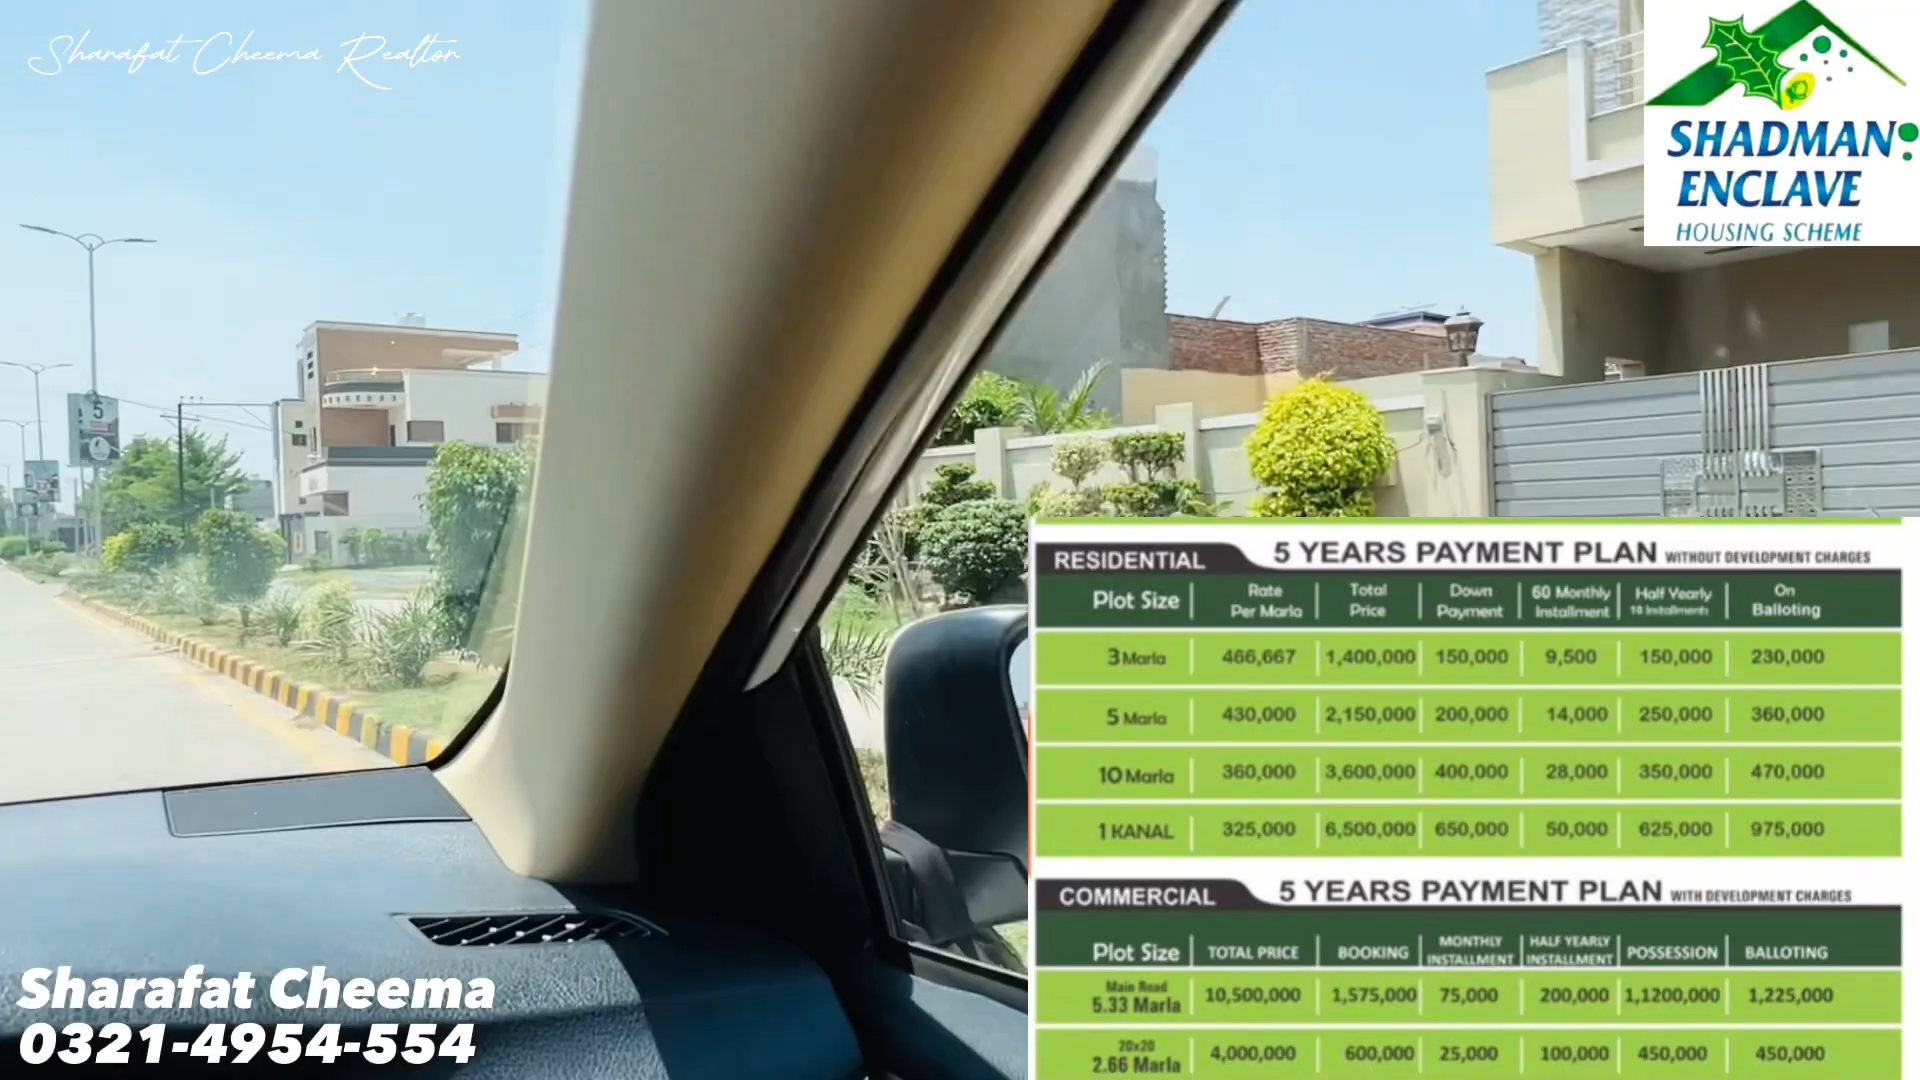 Sharafat Cheema Realtor
SHADMAN
ENCLAVE
HOUSING SCHEME
5
RESIDENTIAL 5 YEARS PAYMENT PLAN WITHOUT DEVELOPMENT CHARGES
Plot Size Rate Per Marla Total Price Down Payment 60 Monthly Installment Half Yearly 10 Installments On Balloting
3 Marla 466,667 1,400,000 150,000 9,500 150,000 230,000
5 Marla 430,000 2,150,000 200,000 14,000 250,000 360,000
10 Marla 360,000 3,600,000 400,000 28,000 350,000 470,000
1 KANAL 325,000 6,500,000 650,000 50,000 625,000 975,000
COMMERCIAL 5 YEARS PAYMENT PLAN WITH DEVELOPMENT CHARGES
Plot Size TOTAL PRICE BOOKING MONTHLY INSTALLMENT HALF YEARLY INSTALLMENT POSSESSION BALLOTING
Main Road 5.33 Marla 10,500,000 1,575,000 75,000 200,000 1,1200,000 1,225,000
20x20 2.66 Marla 4,000,000 600,000 25,000 100,000 450,000 450,000
Sharafat Cheema
0321-4954-554